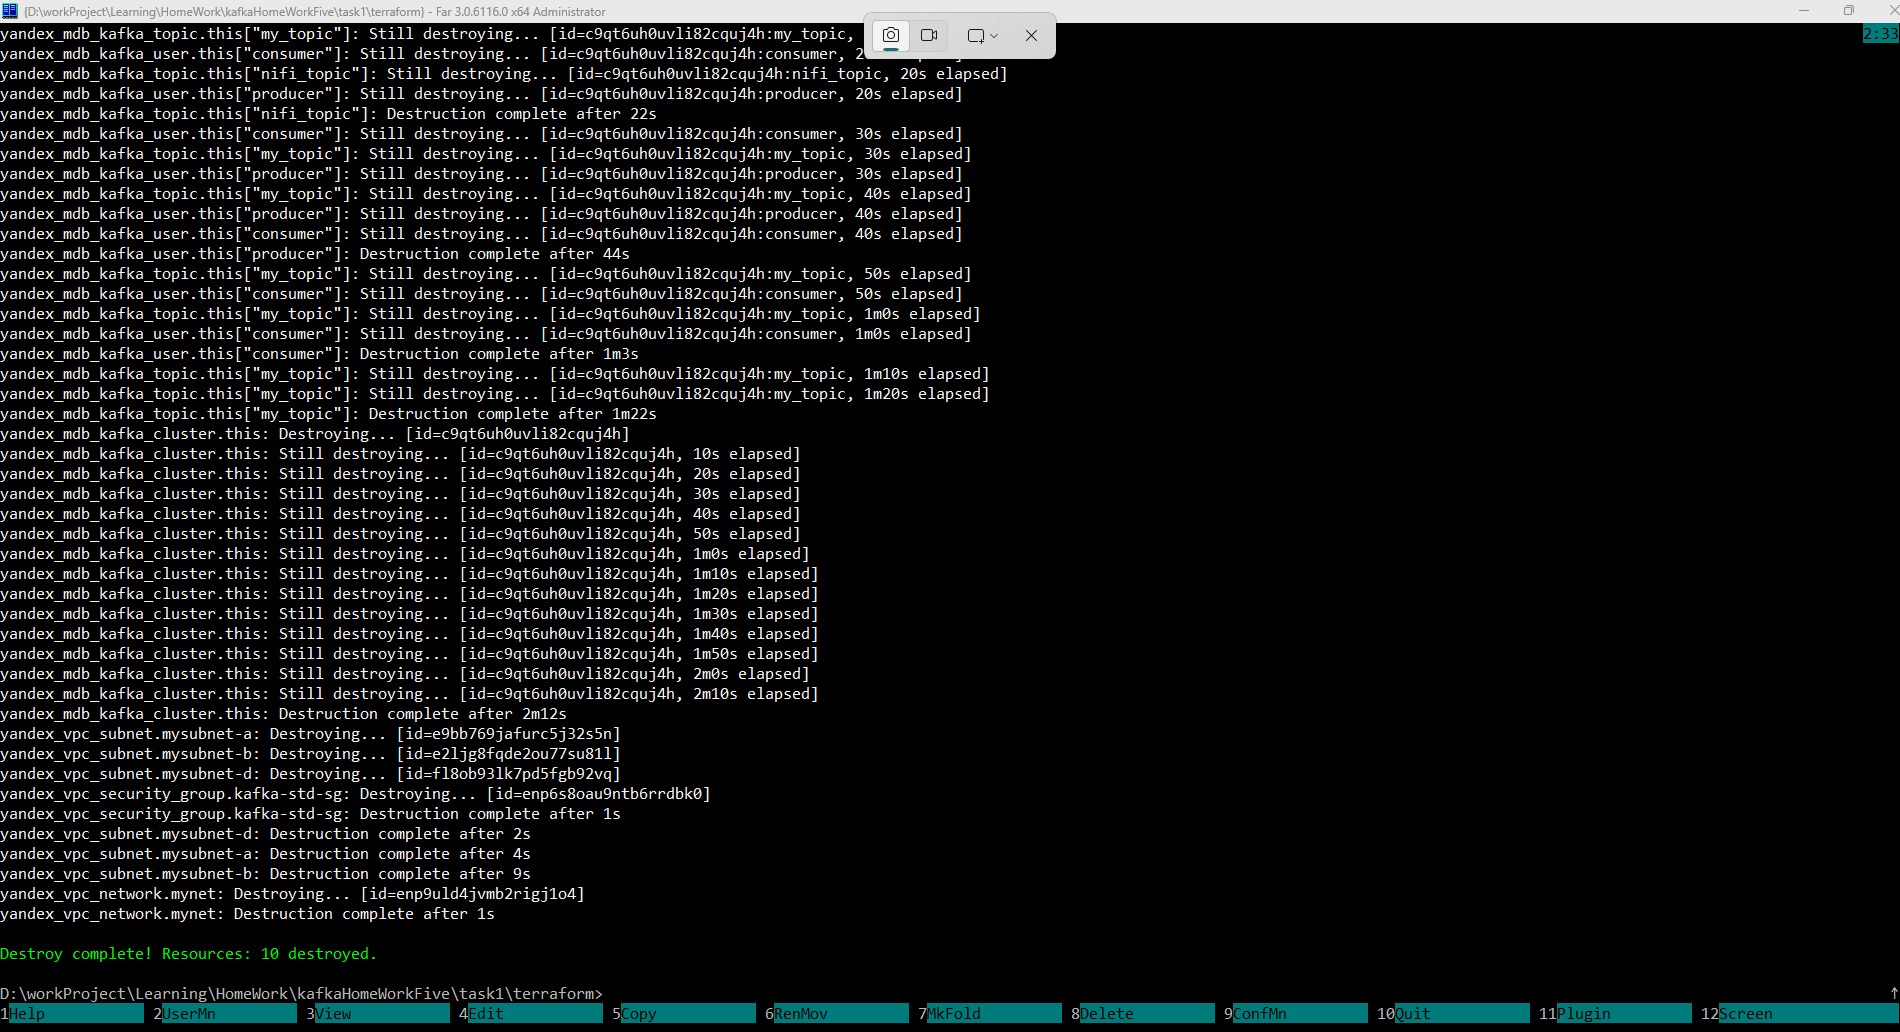 {D:\workProject\Learning\HomeWork\kafkaHomeWorkFive\task1\terraform} - Far 3.0.6116.0 x64 Administrator
yandex_mdb_kafka_topic.this["my_topic"]: Still destroying... [id=c9qt6uh0uvli82cquj4h:my_topic,
2:33
yandex_mdb_kafka_user.this["consumer"]: Still destroying... [id=c9qt6uh0uvli82cquj4h:consumer,
yandex_mdb_kafka_topic.this["nifi_topic"]: Still destroying... [id=c9qt6uh0uvli82cquj4h:nifi_topic, 20s elapsed]
yandex_mdb_kafka_user.this["producer"]: Still destroying... [id=c9qt6uh0uvli82cquj4h:producer, 20s elapsed]
yandex_mdb_kafka_topic.this["nifi_topic"]: Destruction complete after 22s
yandex_mdb_kafka_user.this["consumer"]: Still destroying... [id=c9qt6uh0uvli82cquj4h:consumer, 30s elapsed]
yandex_mdb_kafka_topic.this["my_topic"]: Still destroying... [id=c9qt6uh0uvli82cquj4h:my_topic, 30s elapsed]
yandex_mdb_kafka_user.this["producer"]: Still destroying... [id=c9qt6uh0uvli82cquj4h:producer, 30s elapsed]
yandex_mdb_kafka_topic.this["my_topic"]: Still destroying... [id=c9qt6uh0uvli82cquj4h:my_topic, 40s elapsed]
yandex_mdb_kafka_user.this["producer"]: Still destroying... [id=c9qt6uh0uvli82cquj4h:producer, 40s elapsed]
yandex_mdb_kafka_user.this["consumer"]: Still destroying... [id=c9qt6uh0uvli82cquj4h:consumer, 40s elapsed]
yandex_mdb_kafka_user.this["producer"]: Destruction complete after 44s
yandex_mdb_kafka_topic.this["my_topic"]: Still destroying... [id=c9qt6uh0uvli82cquj4h:my_topic, 50s elapsed]
yandex_mdb_kafka_user.this["consumer"]: Still destroying... [id=c9qt6uh0uvli82cquj4h:consumer, 50s elapsed]
yandex_mdb_kafka_topic.this["my_topic"]: Still destroying... [id=c9qt6uh0uvli82cquj4h:my_topic, 1m0s elapsed]
yandex_mdb_kafka_user.this["consumer"]: Still destroying... [id=c9qt6uh0uvli82cquj4h:consumer, 1m0s elapsed]
yandex_mdb_kafka_user.this["consumer"]: Destruction complete after 1m3s
yandex_mdb_kafka_topic.this["my_topic"]: Still destroying... [id=c9qt6uh0uvli82cquj4h:my_topic, 1m10s elapsed]
yandex_mdb_kafka_topic.this["my_topic"]: Still destroying... [id=c9qt6uh0uvli82cquj4h:my_topic, 1m20s elapsed]
yandex_mdb_kafka_topic.this["my_topic"]: Destruction complete after 1m22s
yandex_mdb_kafka_cluster.this: Destroying... [id=c9qt6uh0uvli82cquj4h]
yandex_mdb_kafka_cluster.this: Still destroying... [id=c9qt6uh0uvli82cquj4h, 10s elapsed]
yandex_mdb_kafka_cluster.this: Still destroying... [id=c9qt6uh0uvli82cquj4h, 20s elapsed]
yandex_mdb_kafka_cluster.this: Still destroying... [id=c9qt6uh0uvli82cquj4h, 30s elapsed]
yandex_mdb_kafka_cluster.this: Still destroying... [id=c9qt6uh0uvli82cquj4h, 40s elapsed]
yandex_mdb_kafka_cluster.this: Still destroying... [id=c9qt6uh0uvli82cquj4h, 50s elapsed]
yandex_mdb_kafka_cluster.this: Still destroying... [id=c9qt6uh0uvli82cquj4h, 1m0s elapsed]
yandex_mdb_kafka_cluster.this: Still destroying... [id=c9qt6uh0uvli82cquj4h, 1m10s elapsed]
yandex_mdb_kafka_cluster.this: Still destroying... [id=c9qt6uh0uvli82cquj4h, 1m20s elapsed]
yandex_mdb_kafka_cluster.this: Still destroying... [id=c9qt6uh0uvli82cquj4h, 1m30s elapsed]
yandex_mdb_kafka_cluster.this: Still destroying... [id=c9qt6uh0uvli82cquj4h, 1m40s elapsed]
yandex_mdb_kafka_cluster.this: Still destroying... [id=c9qt6uh0uvli82cquj4h, 1m50s elapsed]
yandex_mdb_kafka_cluster.this: Still destroying... [id=c9qt6uh0uvli82cquj4h, 2m0s elapsed]
yandex_mdb_kafka_cluster.this: Still destroying... [id=c9qt6uh0uvli82cquj4h, 2m10s elapsed]
yandex_mdb_kafka_cluster.this: Destruction complete after 2m12s
yandex_vpc_subnet.mysubnet-a: Destroying... [id=e9bb769jafurc5j32s5n]
yandex_vpc_subnet.mysubnet-b: Destroying... [id=e2ljg8fqde2ou77su81l]
yandex_vpc_subnet.mysubnet-d: Destroying... [id=fl8ob93lk7pd5fgb92vq]
yandex_vpc_security_group.kafka-std-sg: Destroying... [id=enp6s8oau9ntb6rrdbk0]
yandex_vpc_security_group.kafka-std-sg: Destruction complete after 1s
yandex_vpc_subnet.mysubnet-d: Destruction complete after 2s
yandex_vpc_subnet.mysubnet-a: Destruction complete after 4s
yandex_vpc_subnet.mysubnet-b: Destruction complete after 9s
yandex_vpc_network.mynet: Destroying... [id=enp9uld4jvmb2rigj1o4]
yandex_vpc_network.mynet: Destruction complete after 1s
Destroy complete! Resources: 10 destroyed.
D:\workProject\Learning\HomeWork\kafkaHomeWorkFive\task1\terraform>
1Help 2UserMn 3View 4Edit 5Copy 6RenMov 7MkFold 8Delete 9ConfMn 10Quit 11Plugin 12Screen